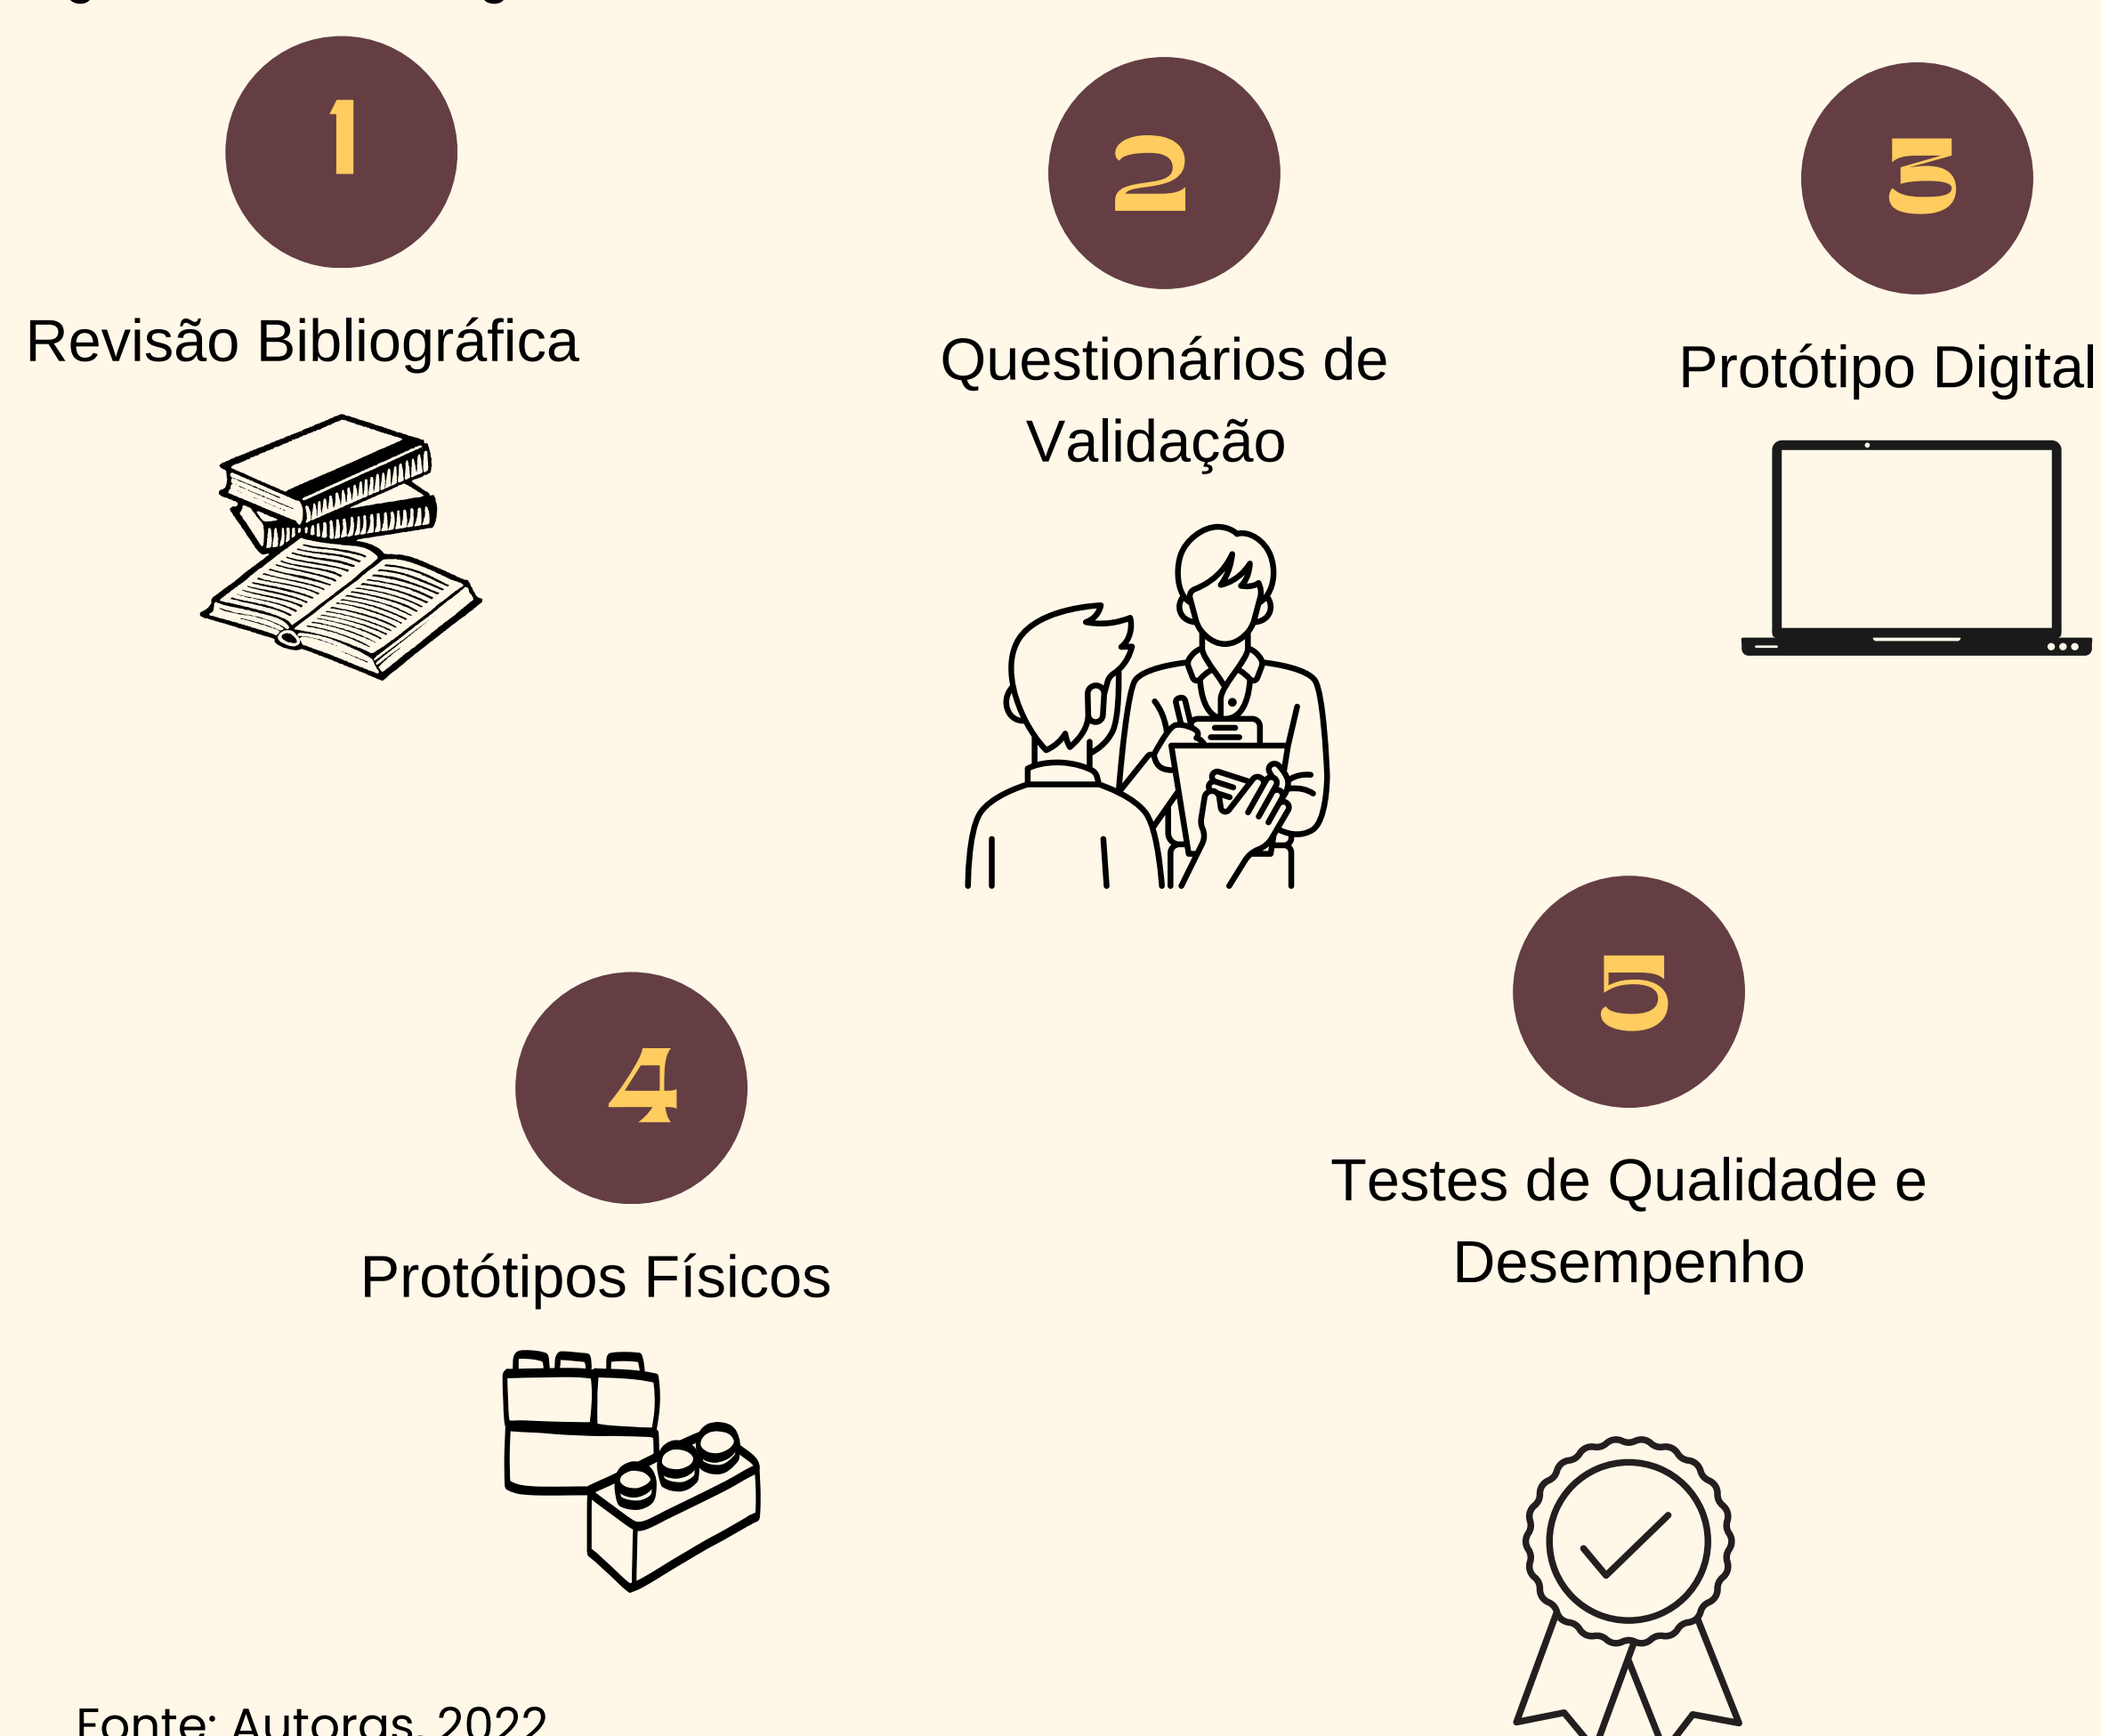 1
2
3
Revisão Bibliográfica
Questionários de
Validação
Protótipo Digital
4
5
Protótipos Físicos
Testes de Qualidade e
Desempenho
Fonte: Autoras, 2022